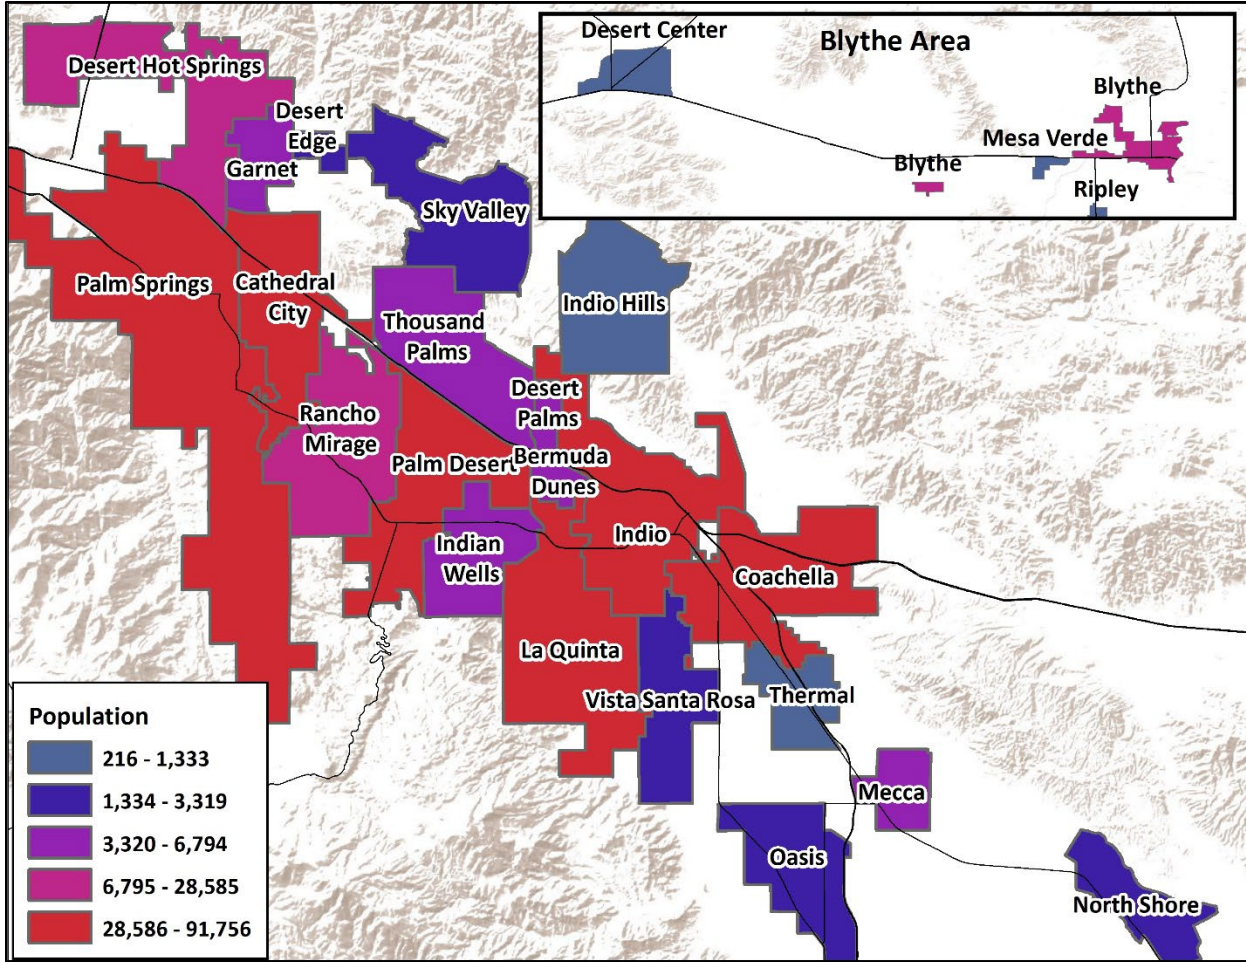 Desert Center
Blythe Area
Blythe
Mesa Verde
Blythe
Ripley
Desert Hot Springs
Desert
Edge
Garnet
Sky Valley
Palm Springs
Cathedral
City
Indio Hills
Thousand
Palms
Desert
Palms
Rancho
Mirage
Palm Desert
Bermuda
Dunes
Indian
Wells
Indio
Coachella
La Quinta
Vista Santa Rosa
Thermal
Mecca
Oasis
North Shore
Population
216 - 1,333
1,334 - 3,319
3,320 - 6,794
6,795 - 28,585
28,586 - 91,756